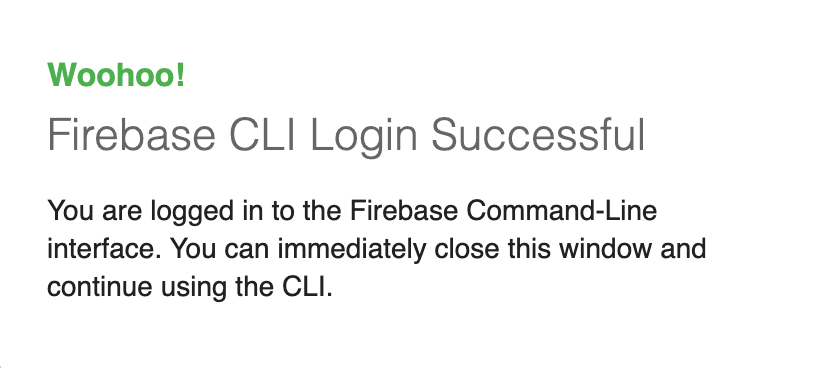 Woohoo!
Firebase CLI Login Successful
You are logged in to the Firebase Command-Line
interface. You can immediately close this window and
continue using the CLI.